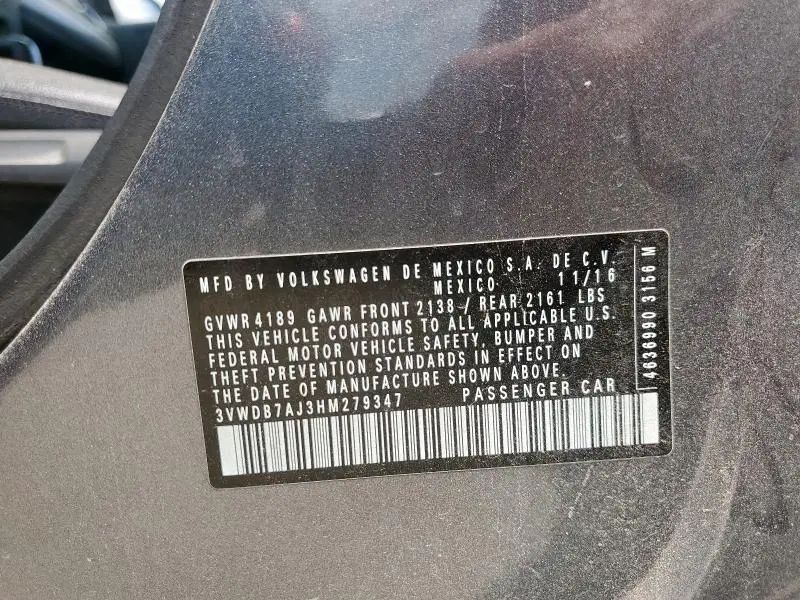 MFD BY VOLKSWAGEN DE MEXICO S.A. DE C.V
MEXICO 11/16
GVWR 4189 GAWR FRONT 2138 / REAR 2161 LBS
THIS VEHICLE CONFORMS TO ALL APPLICABLE U.S.
FEDERAL MOTOR VEHICLE SAFETY, BUMPER AND
THEFT PREVENTION STANDARDS IN EFFECT ON
THE DATE OF MANUFACTURE SHOWN ABOVE.
3VWDB7AJ3HM279347 PASSENGER CAR
4636990 3156 M